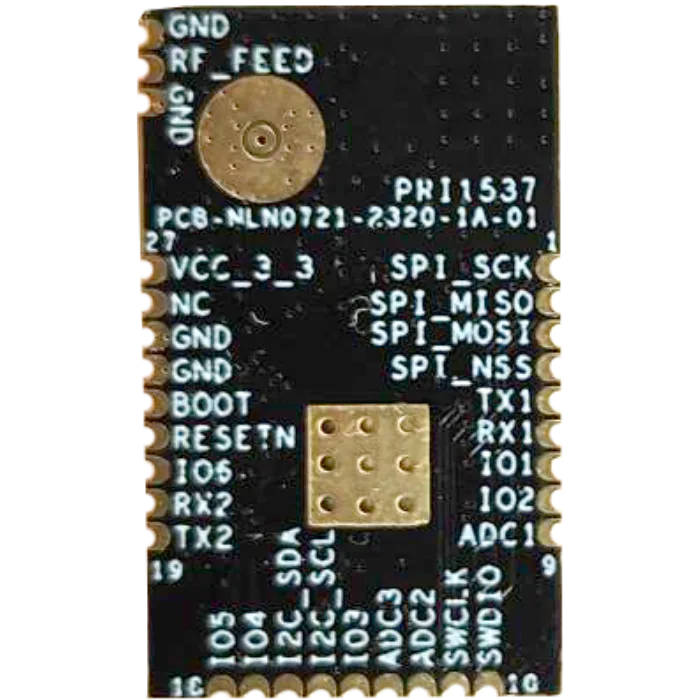 GND
RF_FEED
GND
PRI1537
PCB-NLN0721-2320-1A-01
27 1
VCC_3_3 SPI_SCK
NC SPI_MISO
GND SPI_MOSI
GND SPI_NSS
BOOT TX1
RESETN RX1
IO6 IO1
RX2 IO2
TX2 ADC1
19 9
IO5
IO4
I2C_SDA
I2C_SCL
IO3
ADC3
ADC2
SWCLK
SWDIO
18 10